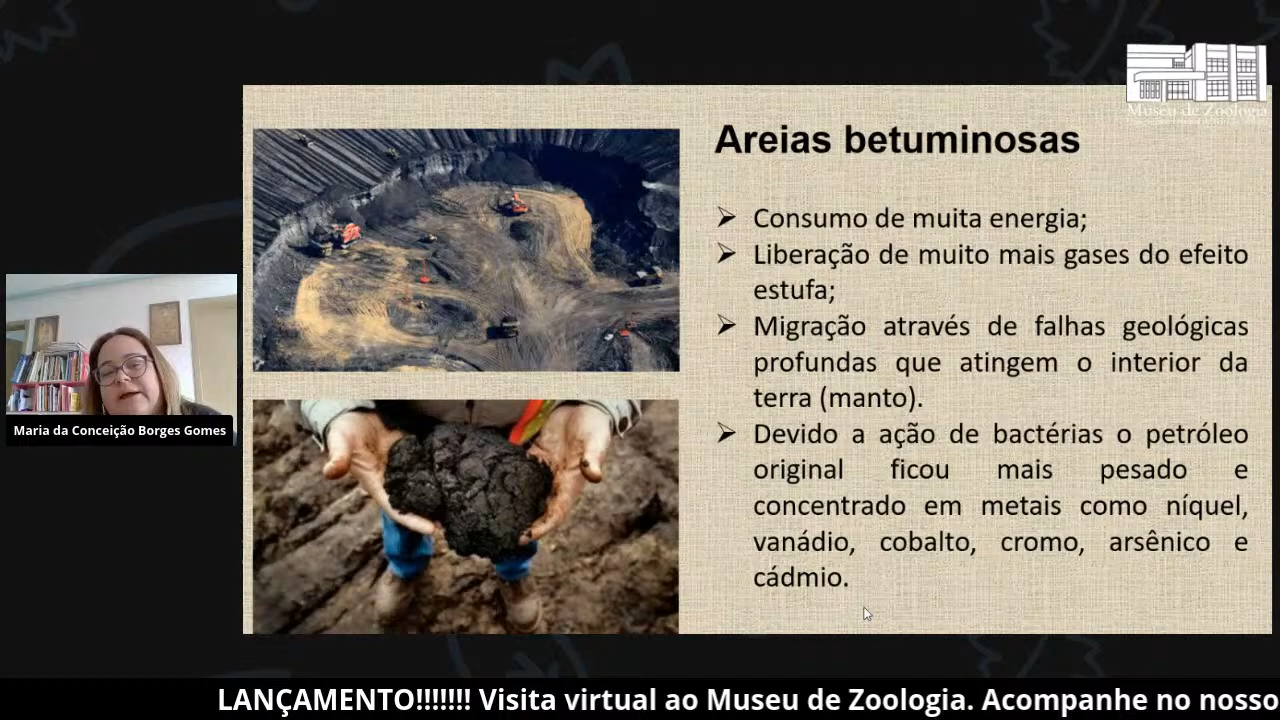 Museu de Zoologia
Areias betuminosas
➢ Consumo de muita energia;
➢ Liberação de muito mais gases do efeito
estufa;
➢ Migração através de falhas geológicas
profundas que atingem o interior da
terra (manto).
➢ Devido a ação de bactérias o petróleo
original ficou mais pesado e
concentrado em metais como níquel,
vanádio, cobalto, cromo, arsênico e
cádmio.
Maria da Conceição Borges Gomes
LANÇAMENTO!!!!!!! Visita virtual ao Museu de Zoologia. Acompanhe no nosso